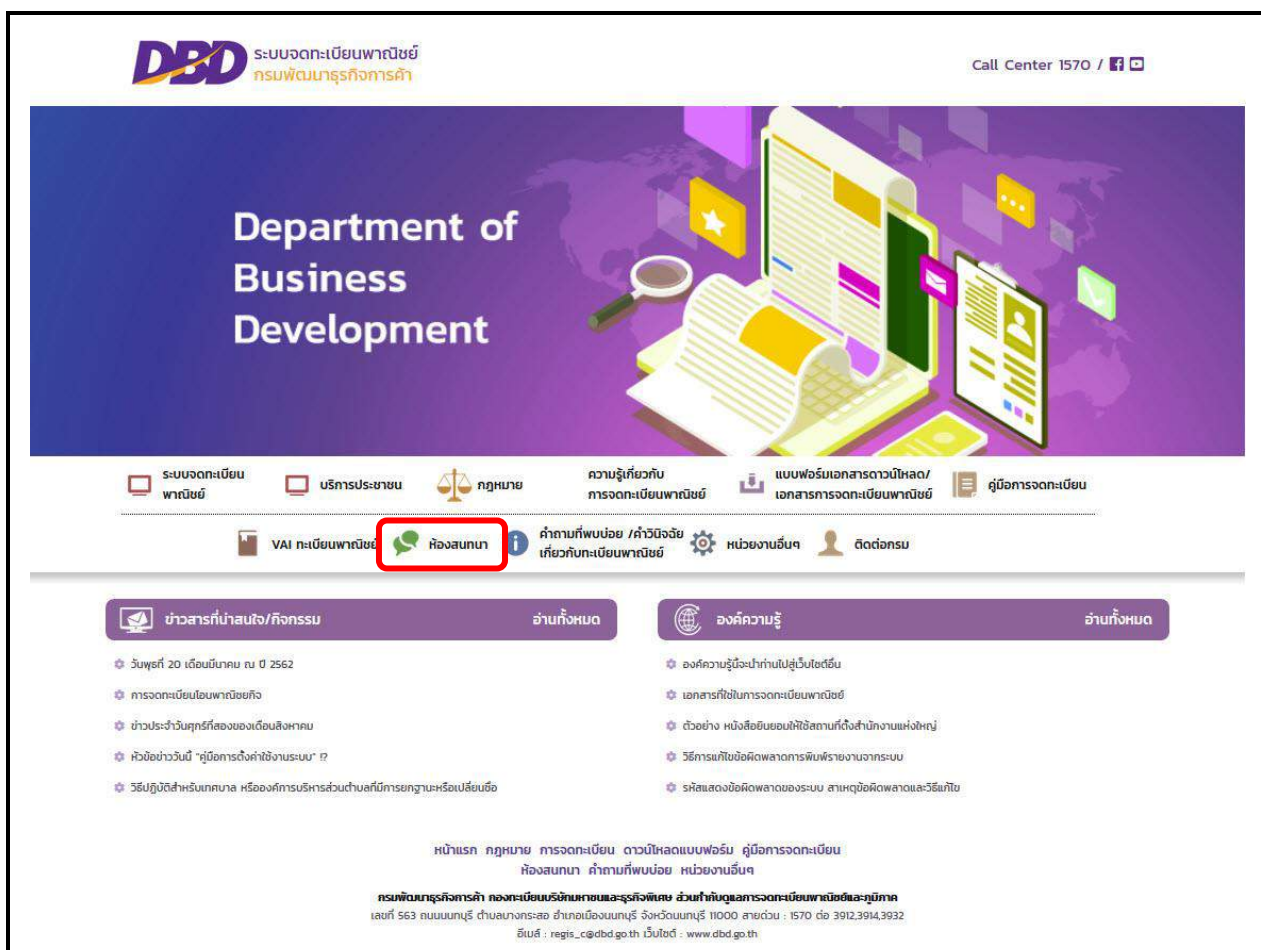 DBD ระบบจดทะเบียนพาณิชย์
กรมพัฒนาธุรกิจการค้า
Call Center 1570 /
Department of
Business
Development
ระบบจดทะเบียน
พาณิชย์
บริการประชาชน
กฎหมาย
ความรู้เกี่ยวกับ
การจดทะเบียนพาณิชย์
แบบฟอร์มเอกสารดาวน์โหลด/
เอกสารการจดทะเบียนพาณิชย์
คู่มือการจดทะเบียน
VAI ทะเบียนพาณิชย์
ห้องสนทนา
คำถามที่พบบ่อย /คำวินิจฉัย
เกี่ยวกับทะเบียนพาณิชย์
หน่วยงานอื่นๆ
ติดต่อกรม
ข่าวสารที่น่าสนใจ/กิจกรรม อ่านทั้งหมด
วันพุธที่ 20 เดือนมีนาคม ณ ปี 2562
การจดทะเบียนโอนพาณิชยกิจ
ข่าวประจำวันศุกร์ที่สองของเดือนสิงหาคม
หัวข้อข่าววันนี้ "คู่มือการตั้งค่าใช้งานระบบ" !?
วิธีปฏิบัติสำหรับเทศบาล หรือองค์การบริหารส่วนตำบลที่มีการยกฐานะหรือเปลี่ยนชื่อ
องค์ความรู้ อ่านทั้งหมด
องค์ความรู้นี้จะนำท่านไปสู่เว็บไซต์อื่น
เอกสารที่ใช้ในการจดทะเบียนพาณิชย์
ตัวอย่าง หนังสือยินยอมให้ใช้สถานที่ตั้งสำนักงานแห่งใหญ่
วิธีการแก้ไขข้อผิดพลาดการพิมพ์รายงานจากระบบ
รหัสแสดงข้อผิดพลาดของระบบ สาเหตุข้อผิดพลาดและวิธีแก้ไข
หน้าแรก กฎหมาย การจดทะเบียน ดาวน์โหลดแบบฟอร์ม คู่มือการจดทะเบียน
ห้องสนทนา คำถามที่พบบ่อย หน่วยงานอื่นๆ
กรมพัฒนาธุรกิจการค้า กองทะเบียนบริษัทมหาชนและธุรกิจพิเศษ ส่วนกำกับดูแลการจดทะเบียนพาณิชย์และภูมิภาค
เลขที่ 563 ถนนนนทบุรี ตำบลบางกระสอ อำเภอเมืองนนทบุรี จังหวัดนนทบุรี 11000 สายด่วน : 1570 ต่อ 3912,3914,3932
อีเมล์ : regis_c@dbd.go.th เว็บไซต์ : www.dbd.go.th